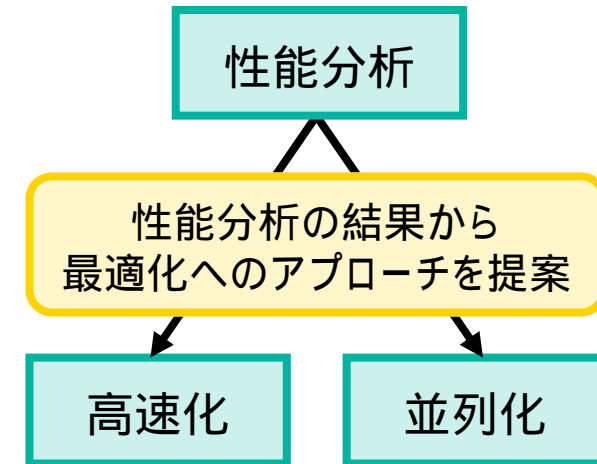 性能分析
性能分析の結果から
最適化へのアプローチを提案
高速化
並列化